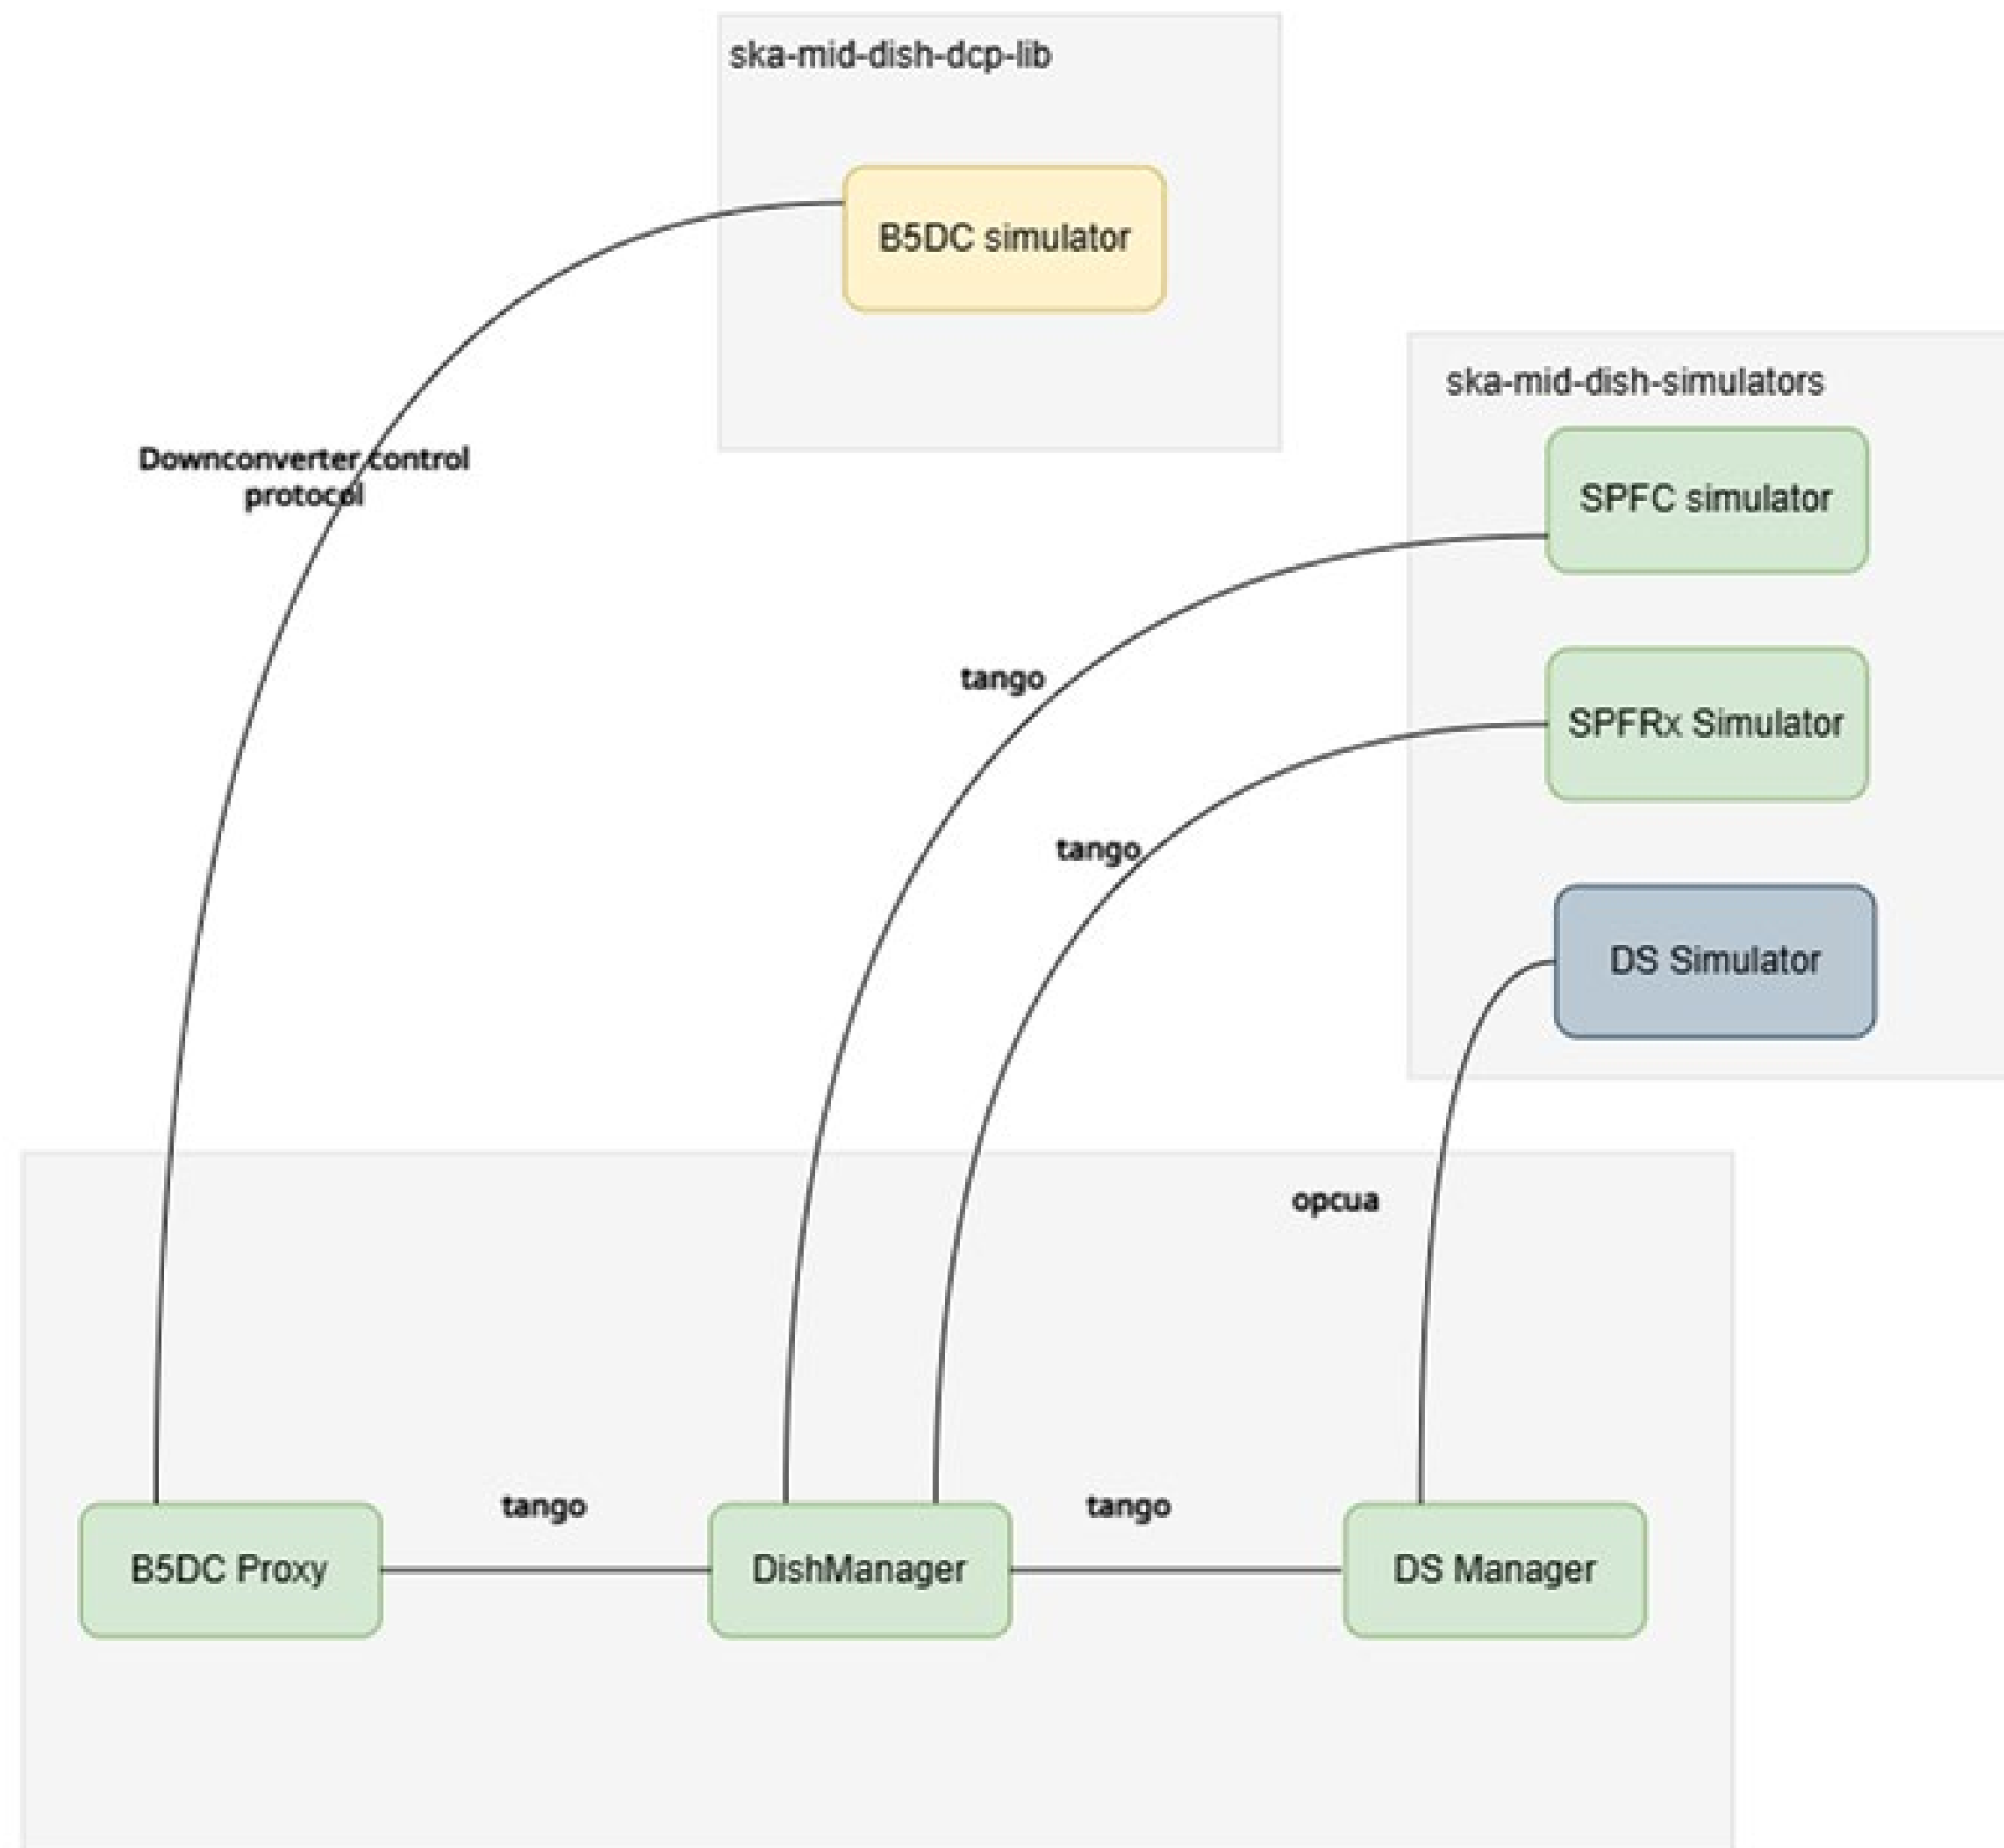 ska-mid-dish-dcp-lib
B5DC simulator
ska-mid-dish-simulators
Downconverter control
protocol
SPFC simulator
tango
SPFRx Simulator
tango
DS Simulator
opcua
tango
tango
B5DC Proxy
DishManager
DS Manager